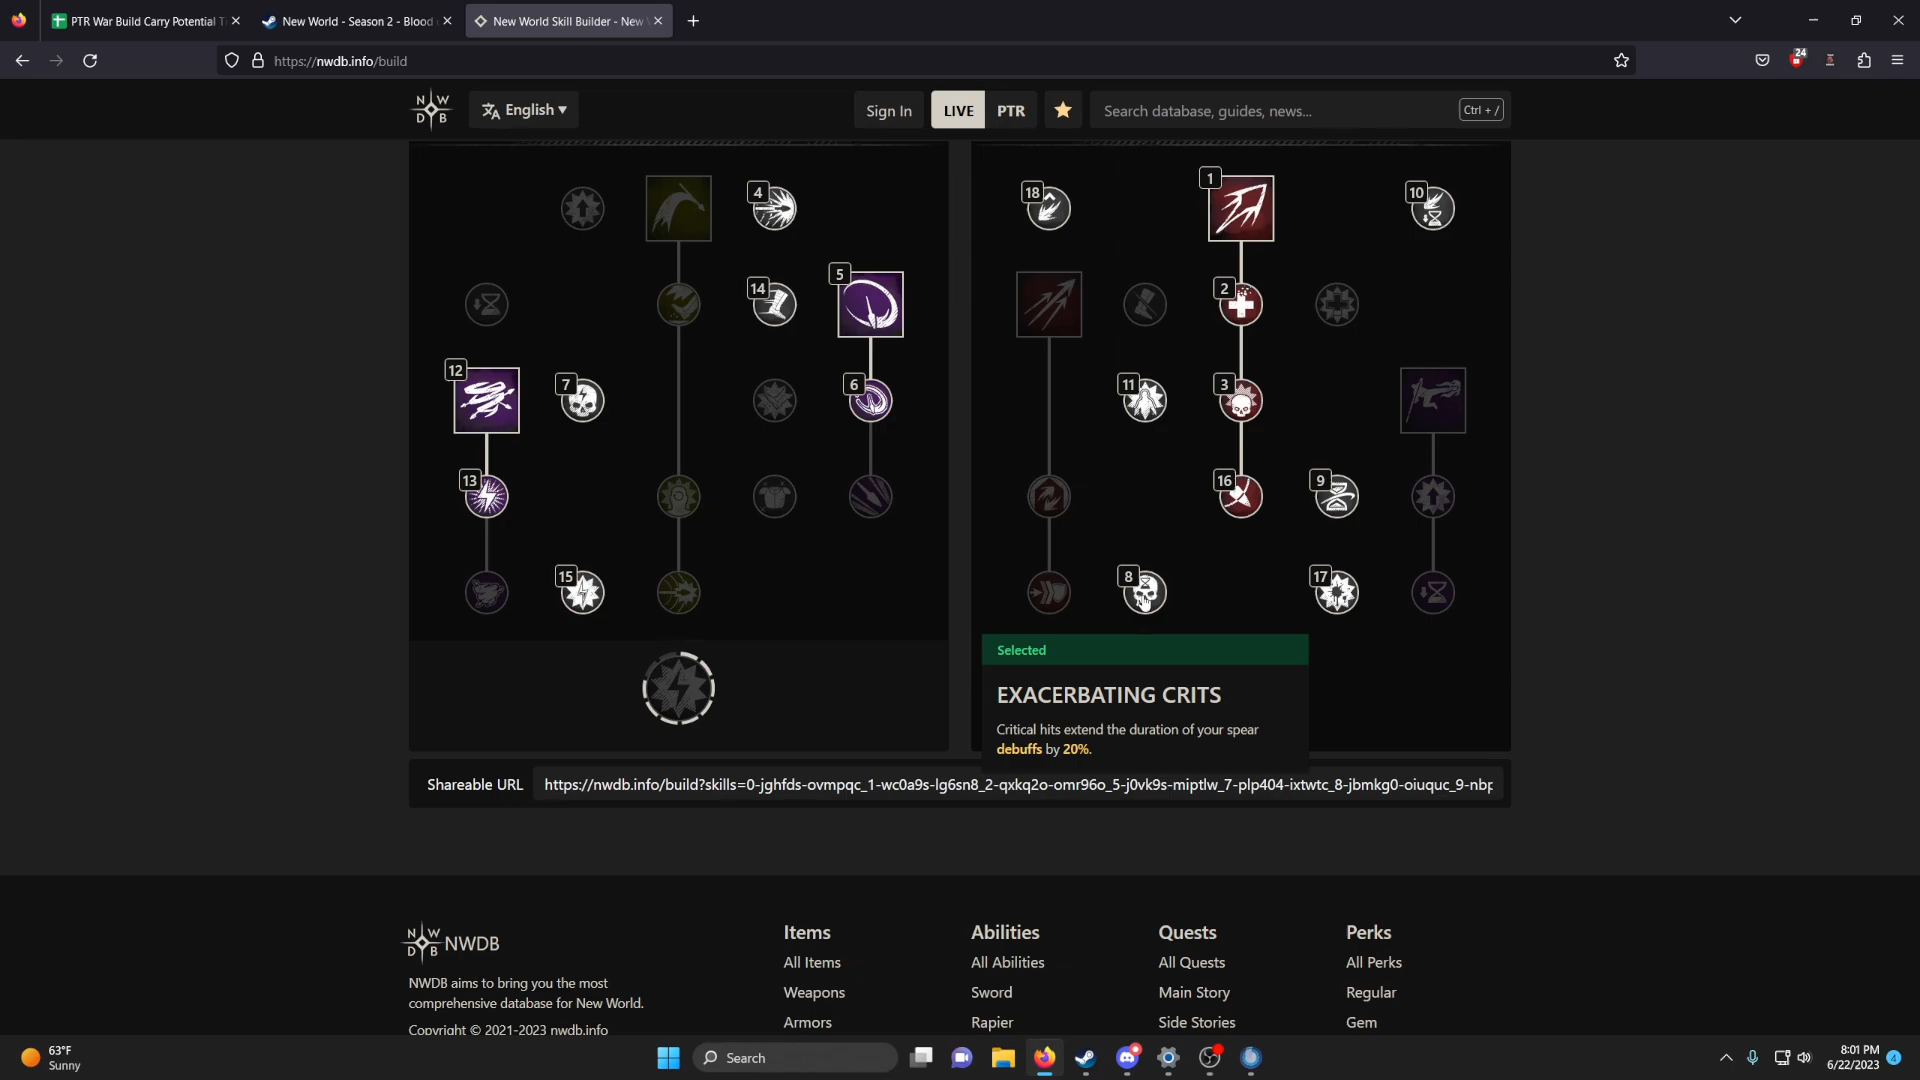 PTR War Build Carry Potential T
New World - Season 2 - Blood
New World Skill Builder - New
https://nwdb.info/build
24
N W D B
English
Sign In
LIVE
PTR
Search database, guides, news...
Ctrl + /
4
18
1
10
14
5
2
12
7
6
11
3
13
16
9
15
8
17
Selected
EXACERBATING CRITS
Critical hits extend the duration of your spear
debuffs by 20%.
Shareable URL
https://nwdb.info/build?skills=0-jghfds-ovmpqc_1-wc0a9s-lg6sn8_2-qxkq2o-omr96o_5-j0vk9s-miptlw_7-plp404-ixtwtc_8-jbmkg0-oiuquc_9-nbp
N W D B
NWDB
NWDB aims to bring you the most
comprehensive database for New World.
Copyright © 2021-2023 nwdb.info
Items
All Items
Weapons
Armors
Abilities
All Abilities
Sword
Rapier
Quests
All Quests
Main Story
Side Stories
Perks
All Perks
Regular
Gem
63°F
Sunny
Search
8:01 PM
6/22/2023
4